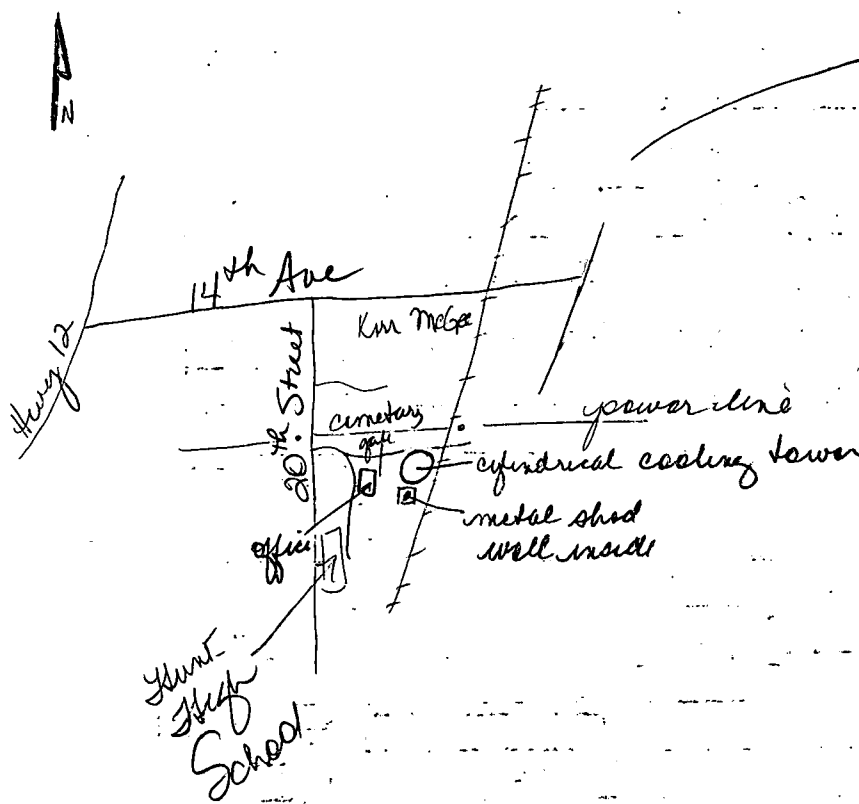 N
14th Ave
Hwy 12
Kerr McGee
20th Street
cemetary
gate
power line
cylindrical cooling tower
office
metal shed
well inside
Hunt
High
School